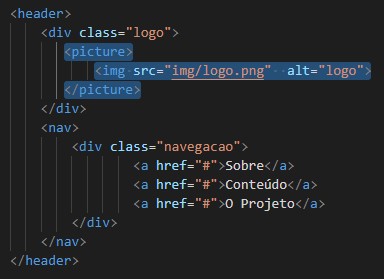 <header>
<div class="logo">
<picture>
<img src="img/logo.png"  alt="logo">
</picture>
</div>
<nav>
<div class="navegacao">
<a href="#">Sobre</a>
<a href="#">Conteúdo</a>
<a href="#">O Projeto</a>
</div>
</nav>
</header>